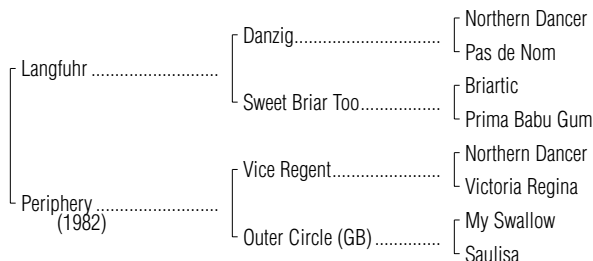 Northern Dancer
Danzig................................
Pas de Nom
Langfuhr ............................
Briartic
Sweet Briar Too..................
Prima Babu Gum
Northern Dancer
Vice Regent........................
Victoria Regina
Periphery ...........................
(1982)
My Swallow
Outer Circle (GB)..............
Saulisa